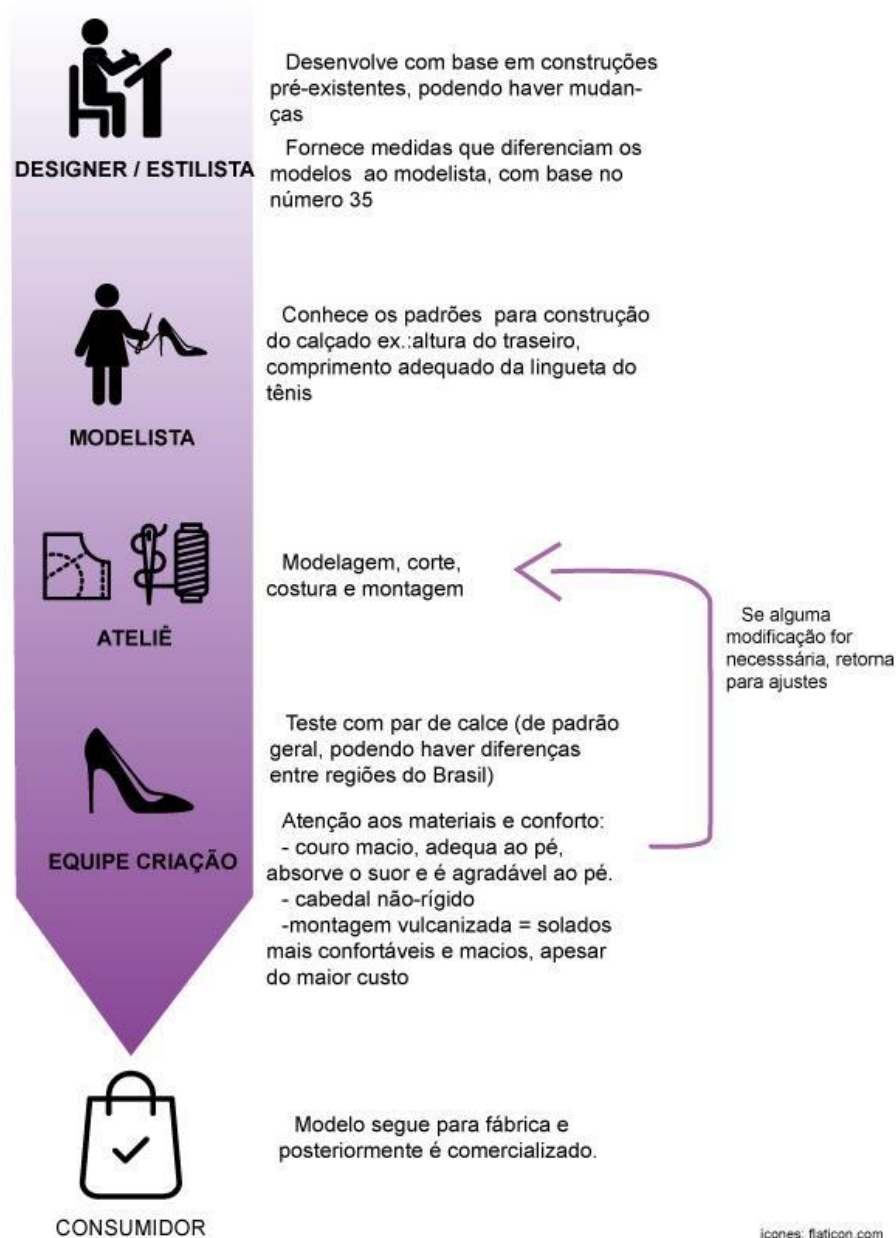 Desenvolve com base em construções
pré-existentes, podendo haver mudan-
ças
DESIGNER / ESTILISTA
Fornece medidas que diferenciam os
modelos ao modelista, com base no
número 35
Conhece os padrões para construção
do calçado ex.:altura do traseiro,
comprimento adequado da lingueta do
tênis
MODELISTA
Modelagem, corte,
costura e montagem
ATELIÊ
Se alguma
modificação for
necesssária, retorna
para ajustes
Teste com par de calce (de padrão
geral, podendo haver diferenças
entre regiões do Brasil)
EQUIPE CRIAÇÃO
Atenção aos materiais e conforto:
- couro macio, adequa ao pé,
absorve o suor e é agradável ao pé.
- cabedal não-rígido
-montagem vulcanizada = solados
mais confortáveis e macios, apesar
do maior custo
Modelo segue para fábrica e
posteriormente é comercializado.
CONSUMIDOR
icones: flaticon.com